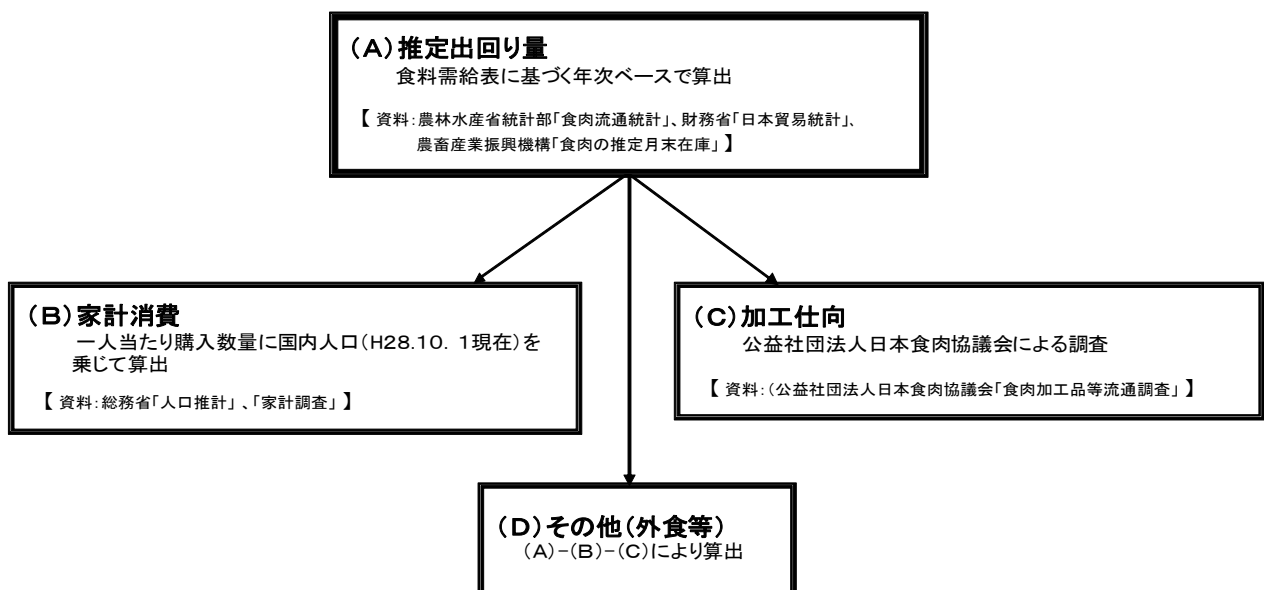 (A)推定出回り量
食料需給表に基づく年次ベースで算出
【 資料:農林水産省統計部「食肉流通統計」、財務省「日本貿易統計」、
農畜産業振興機構「食肉の推定月末在庫」 】
(B)家計消費
一人当たり購入数量に国内人口(H28.10. 1現在)を
乗じて算出
【 資料:総務省「人口推計」 、「家計調査」 】
(C)加工仕向
公益社団法人日本食肉協議会による調査
【 資料:(公益社団法人日本食肉協議会「食肉加工品等流通調査」 】
(D)その他(外食等)
(A)-(B)-(C)により算出